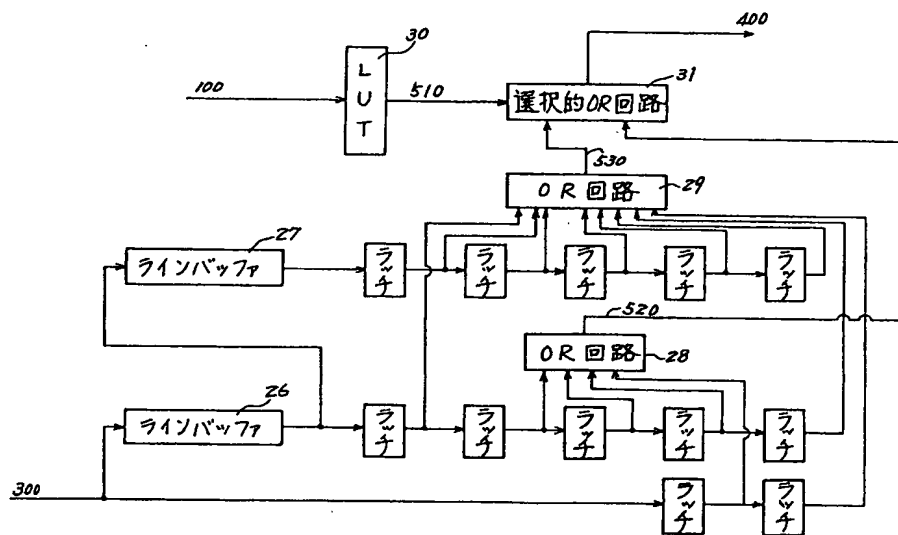 400
30
31
100
LUT
510
選択的OR回路
530
OR回路
29
27
ラインバッファ
ラッチ
ラッチ
ラッチ
ラッチ
ラッチ
520
OR回路
28
26
ラインバッファ
ラッチ
ラッチ
ラッチ
ラッチ
ラッチ
300
ラッチ
ラッチ